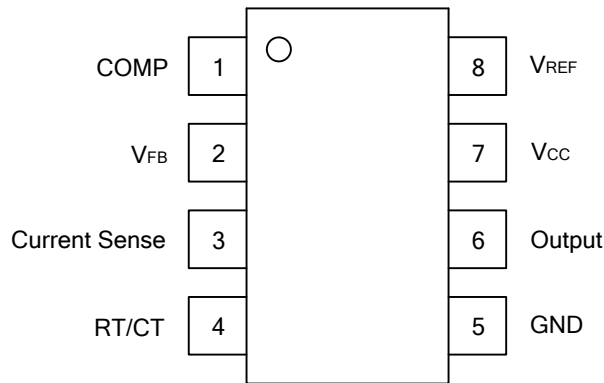 COMP 1 8 VREF
VFB 2 7 VCC
Current Sense 3 6 Output
RT/CT 4 5 GND